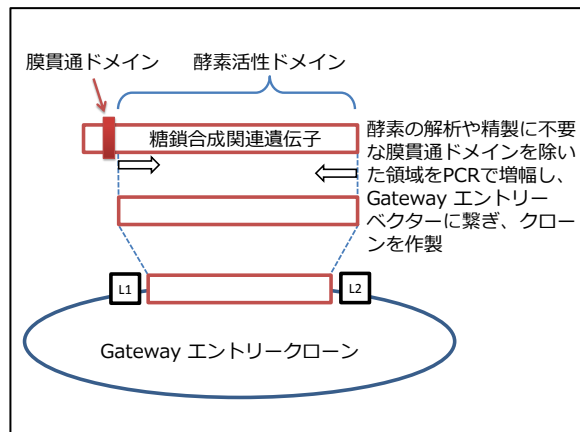 膜貫通ドメイン
酵素活性ドメイン
糖鎖合成関連遺伝子
酵素の解析や精製に不要
な膜貫通ドメインを除い
た領域をPCRで増幅し、
Gateway エントリー
ベクターに繋ぎ、クロー
ンを作製
L1
L2
Gateway エントリークローン